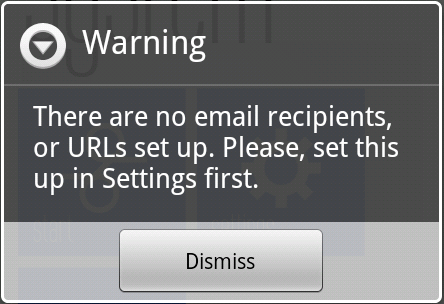 Warning
There are no email recipients,
or URLs set up. Please, set this
up in Settings first.
Dismiss